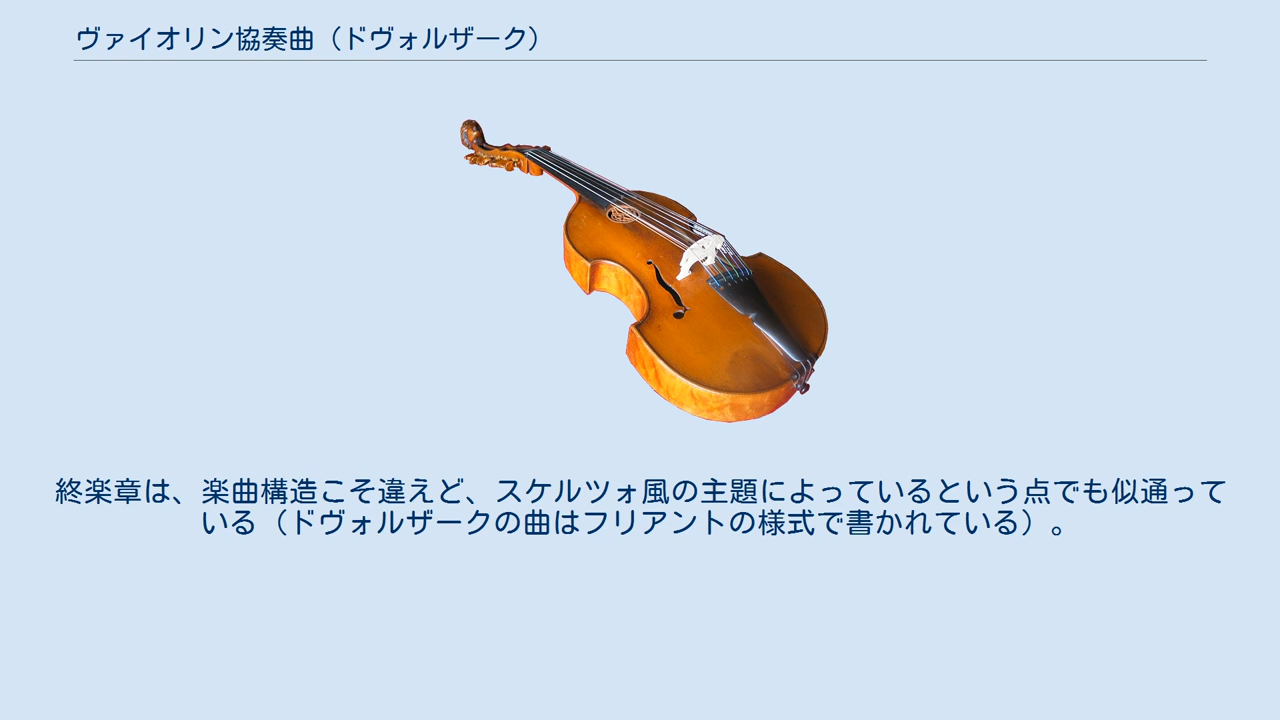 ヴァイオリン協奏曲（ドヴォルザーク）
終楽章は、楽曲構造こそ違えど、スケルツォ風の主題によっているという点でも似通って
いる（ドヴォルザークの曲はフリアントの様式で書かれている）。